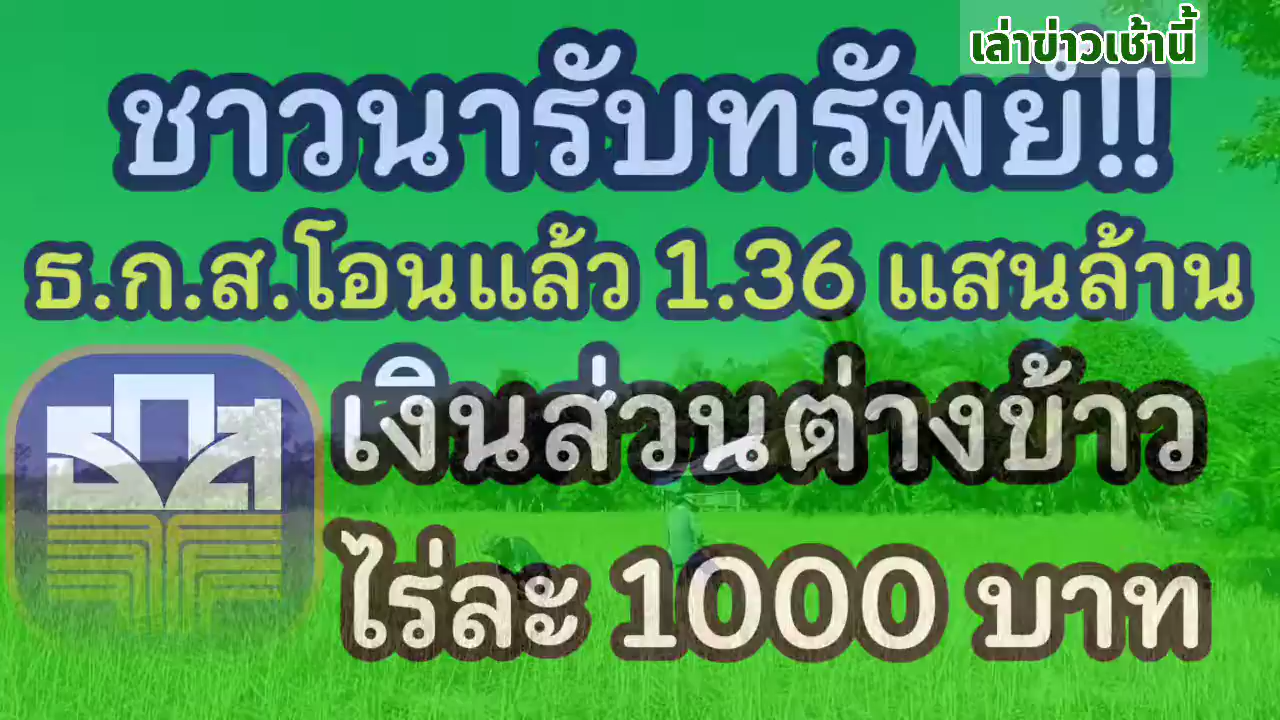 เล่าข่าวเช้านี้
ชาวนารับทรัพย์!!
ธ.ก.ส.โอนแล้ว 1.36 แสนล้าน
เงินส่วนต่างข้าว
ไร่ละ 1000 บาท
ธกส